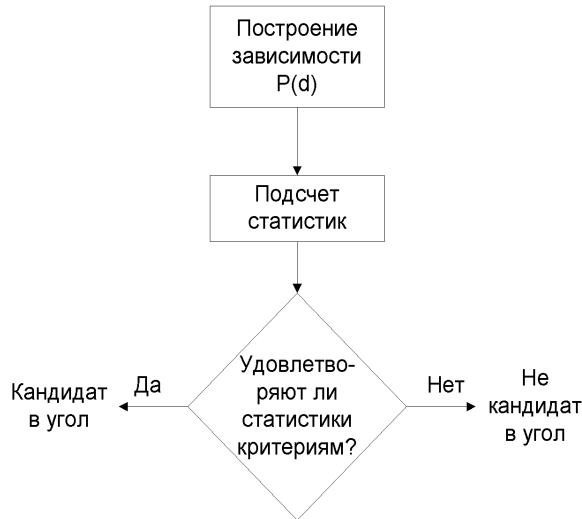 Построение
зависимости
P(d)
Подсчет
статистик
Удовлетво-
ряют ли
статистики
критериям?
Да
Кандидат
в угол
Нет
Не
кандидат
в угол